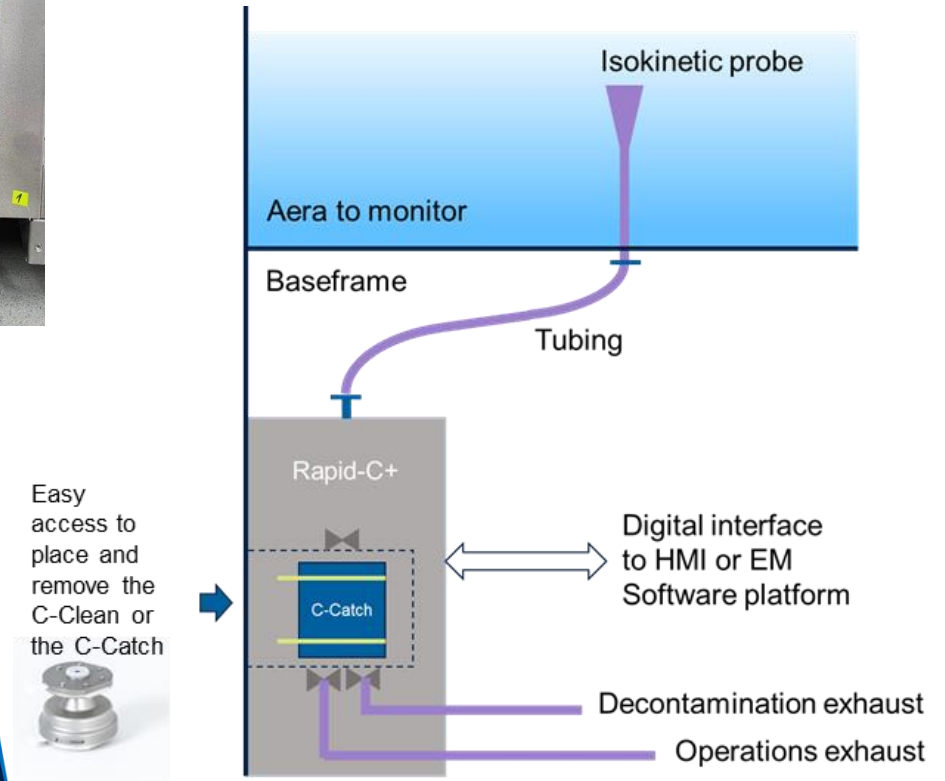 1
Isokinetic probe
Aera to monitor
Baseframe
Tubing
Rapid-C+
Easy
access to
place and
remove the
C-Clean or
the C-Catch
C-Catch
Digital interface
to HMI or EM
Software platform
Decontamination exhaust
Operations exhaust